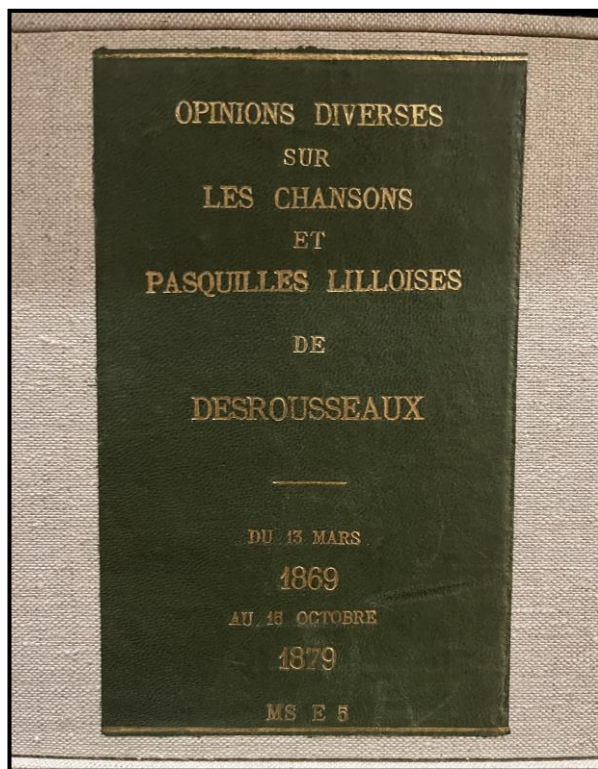 OPINIONS DIVERSES
SUR
LES CHANSONS
ET
PASQUILLES LILLOISES
DE
DESROUSSEAUX
DU 13 MARS
1869
AU 15 OCTOBRE
1879
MS E 5